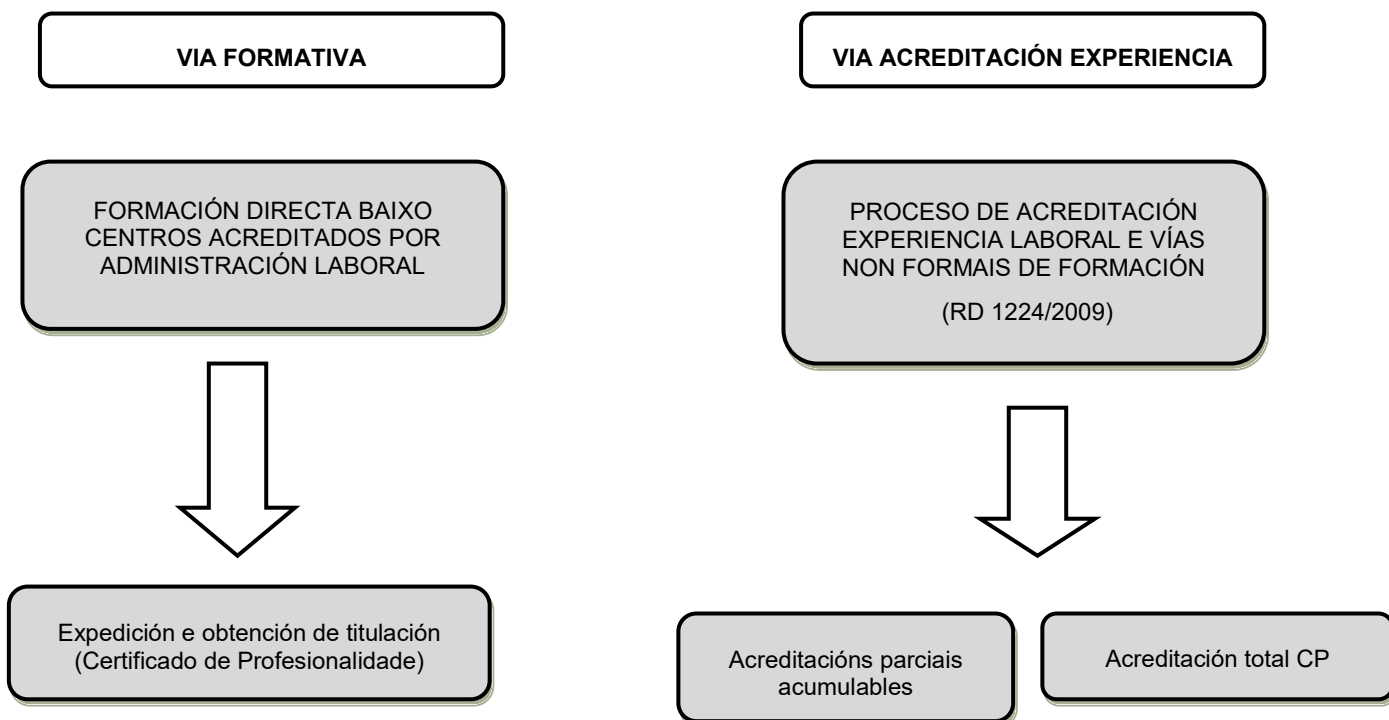 VIA FORMATIVA
VIA ACREDITACIÓN EXPERIENCIA
FORMACIÓN DIRECTA BAIXO
CENTROS ACREDITADOS POR
ADMINISTRACIÓN LABORAL
PROCESO DE ACREDITACIÓN
EXPERIENCIA LABORAL E VÍAS
NON FORMAIS DE FORMACIÓN
(RD 1224/2009)
Expedición e obtención de titulación
(Certificado de Profesionalidade)
Acreditacións parciais
acumulables
Acreditación total CP